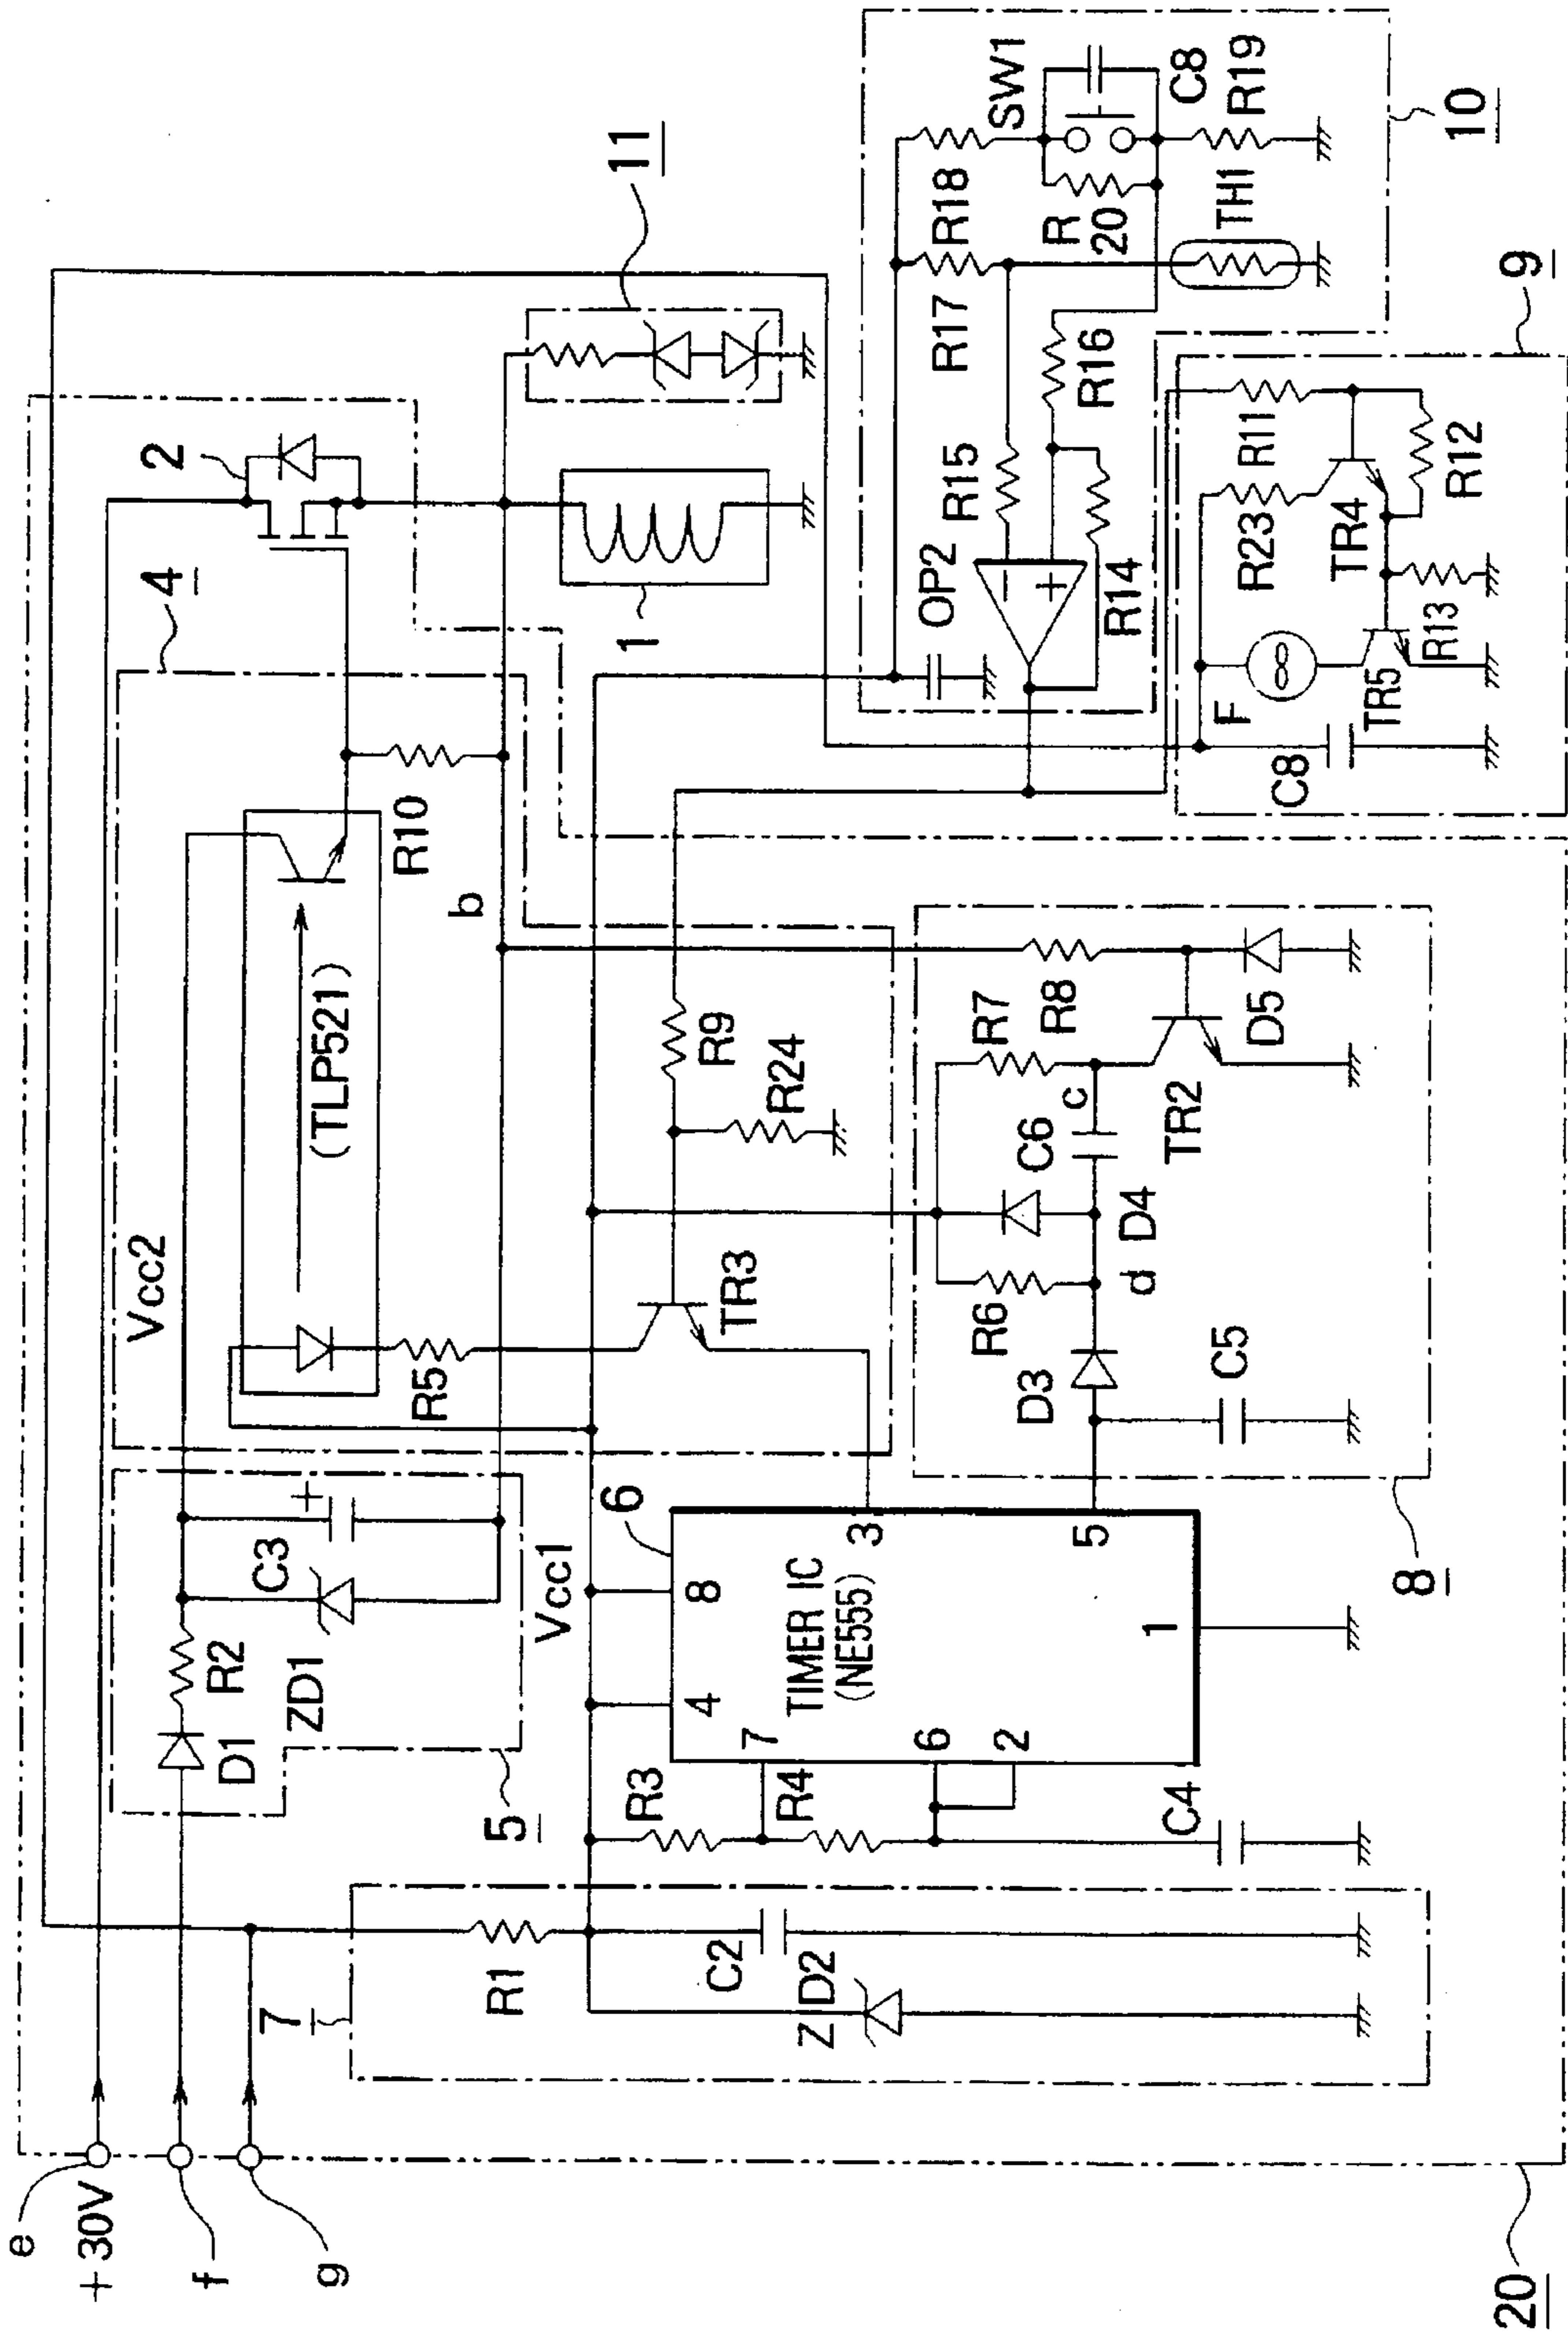 e
+30V
f
g
20
7
R1
C2
ZD2
5
D1
R2
ZD1
C3
+
Vcc1
Vcc2
4
(TLP521)
R10
b
2
11
1
R3
R4
C4
6
TIMER IC
(NE555)
4
8
7
6
2
3
5
1
R5
TR3
R9
R24
8
D3
C5
R6
d
D4
C6
c
R7
R8
TR2
D5
OP2
−
+
R14
R15
R16
R17
R18
R
20
SW1
C8
R19
TH1
10
9
F
C8
TR5
R13
R23
TR4
R11
R12